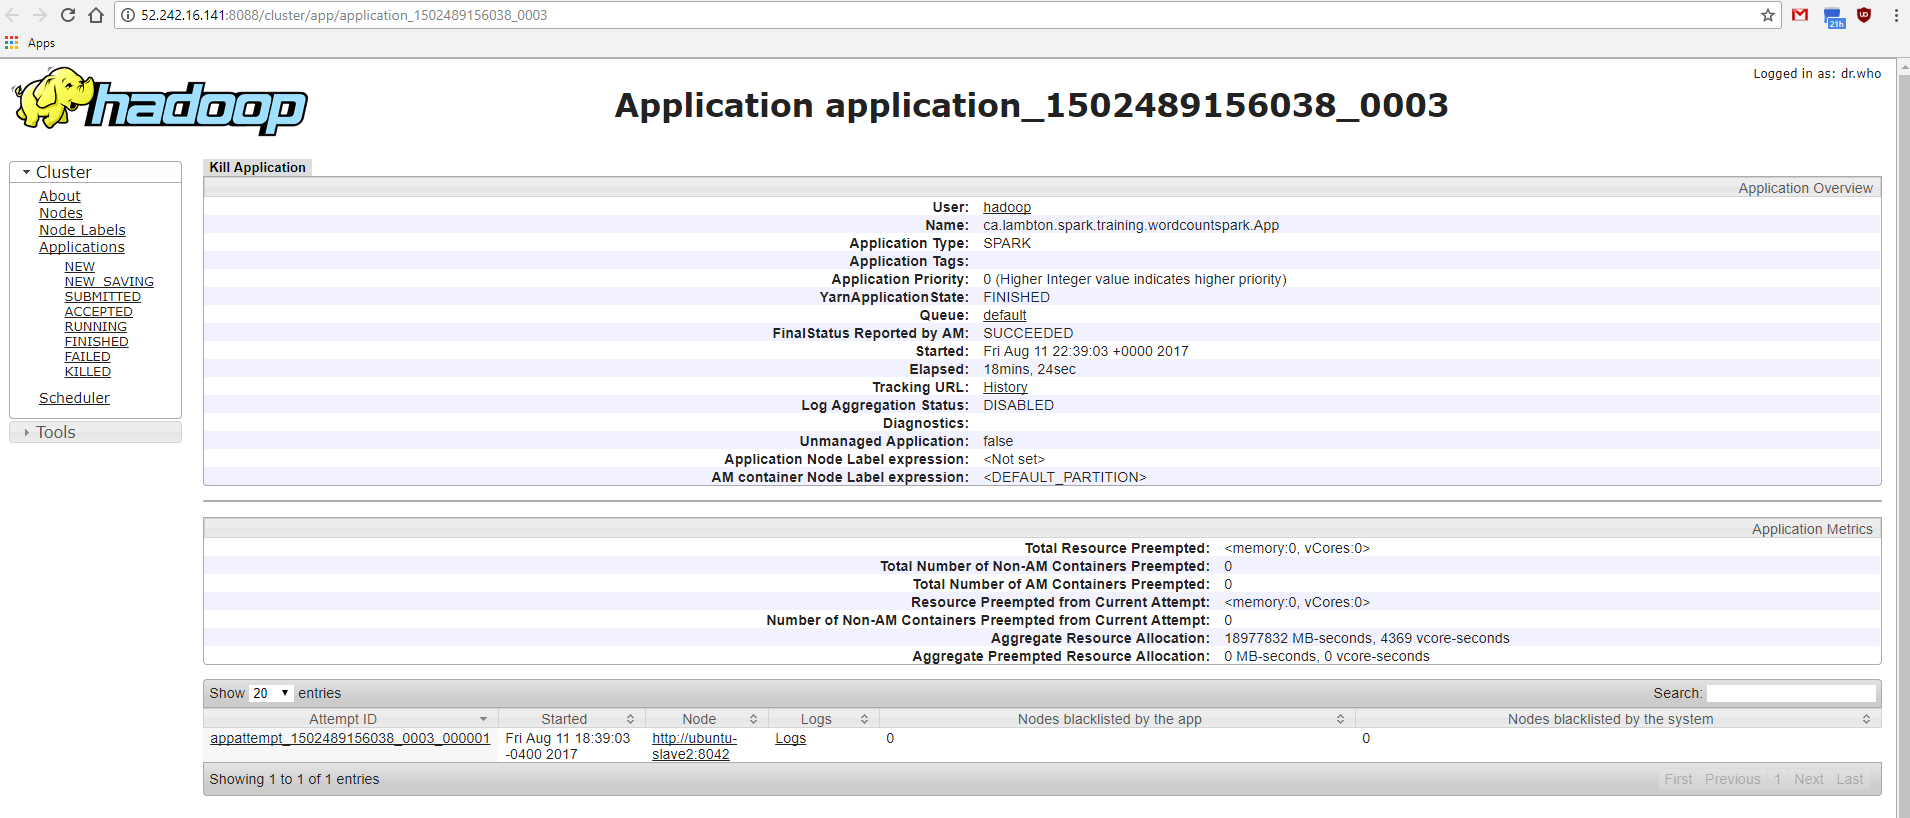 52.242.16.141:8088/cluster/app/application_1502489156038_0003
21h
Apps
hadoop
Logged in as: dr.who
Application application_1502489156038_0003
Cluster
About
Nodes
Node Labels
Applications
NEW
NEW_SAVING
SUBMITTED
ACCEPTED
RUNNING
FINISHED
FAILED
KILLED
Scheduler
Tools
Kill Application
Application Overview
User: hadoop
Name: ca.lambton.spark.training.wordcountspark.App
Application Type: SPARK
Application Tags:
Application Priority: 0 (Higher Integer value indicates higher priority)
YarnApplicationState: FINISHED
Queue: default
FinalStatus Reported by AM: SUCCEEDED
Started: Fri Aug 11 22:39:03 +0000 2017
Elapsed: 18mins, 24sec
Tracking URL: History
Log Aggregation Status: DISABLED
Diagnostics:
Unmanaged Application: false
Application Node Label expression: <Not set>
AM container Node Label expression: <DEFAULT_PARTITION>
Application Metrics
Total Resource Preempted: <memory:0, vCores:0>
Total Number of Non-AM Containers Preempted: 0
Total Number of AM Containers Preempted: 0
Resource Preempted from Current Attempt: <memory:0, vCores:0>
Number of Non-AM Containers Preempted from Current Attempt: 0
Aggregate Resource Allocation: 18977832 MB-seconds, 4369 vcore-seconds
Aggregate Preempted Resource Allocation: 0 MB-seconds, 0 vcore-seconds
Show 20 entries Search:
Attempt ID Started Node Logs Nodes blacklisted by the app Nodes blacklisted by the system
appattempt_1502489156038_0003_000001 Fri Aug 11 18:39:03 http://ubuntu- Logs 0 0
-0400 2017 slave2:8042
Showing 1 to 1 of 1 entries First Previous 1 Next Last